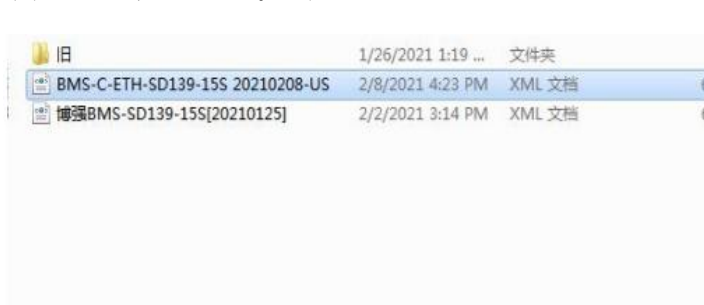 旧 1/26/2021 1:19 ... 文件夹
BMS-C-ETH-SD139-15S 20210208-US 2/8/2021 4:23 PM XML 文档
博强BMS-SD139-15S[20210125] 2/2/2021 3:14 PM XML 文档